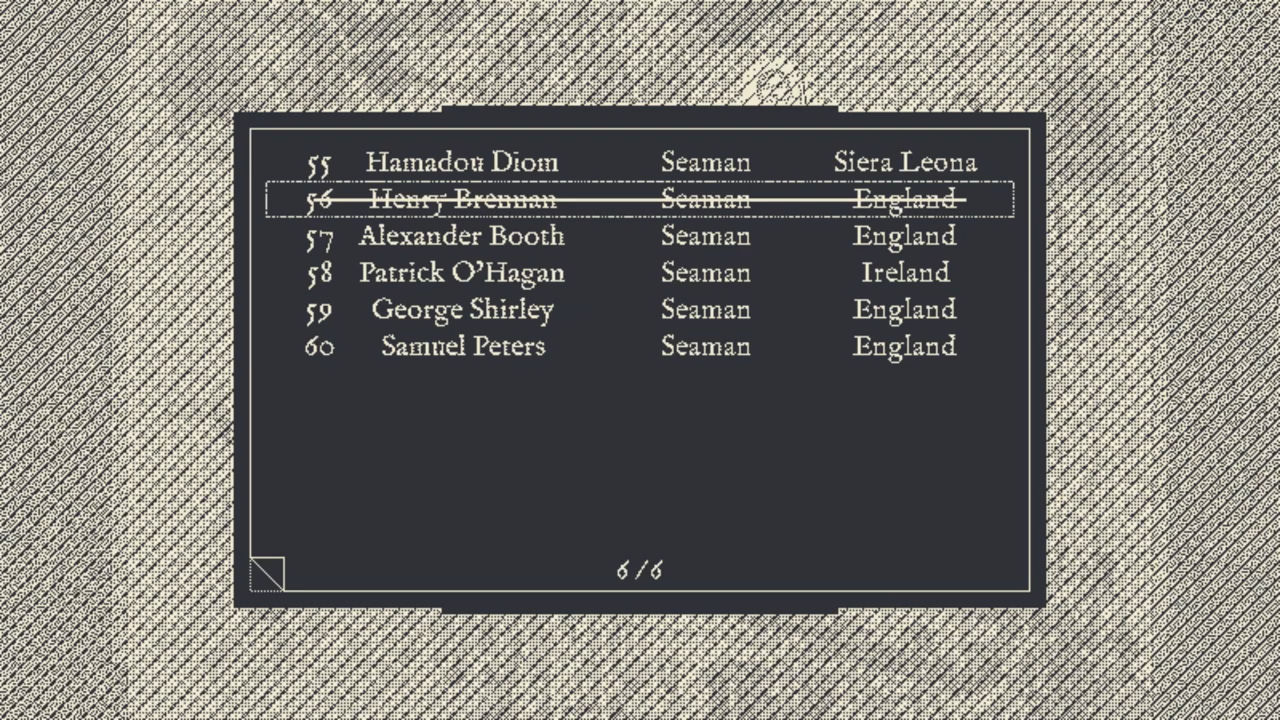 55 Hamadou Diom Seaman Siera Leona
56 Henry Brennan Seaman England
57 Alexander Booth Seaman England
58 Patrick O'Hagan Seaman Ireland
59 George Shirley Seaman England
60 Samuel Peters Seaman England
6/6